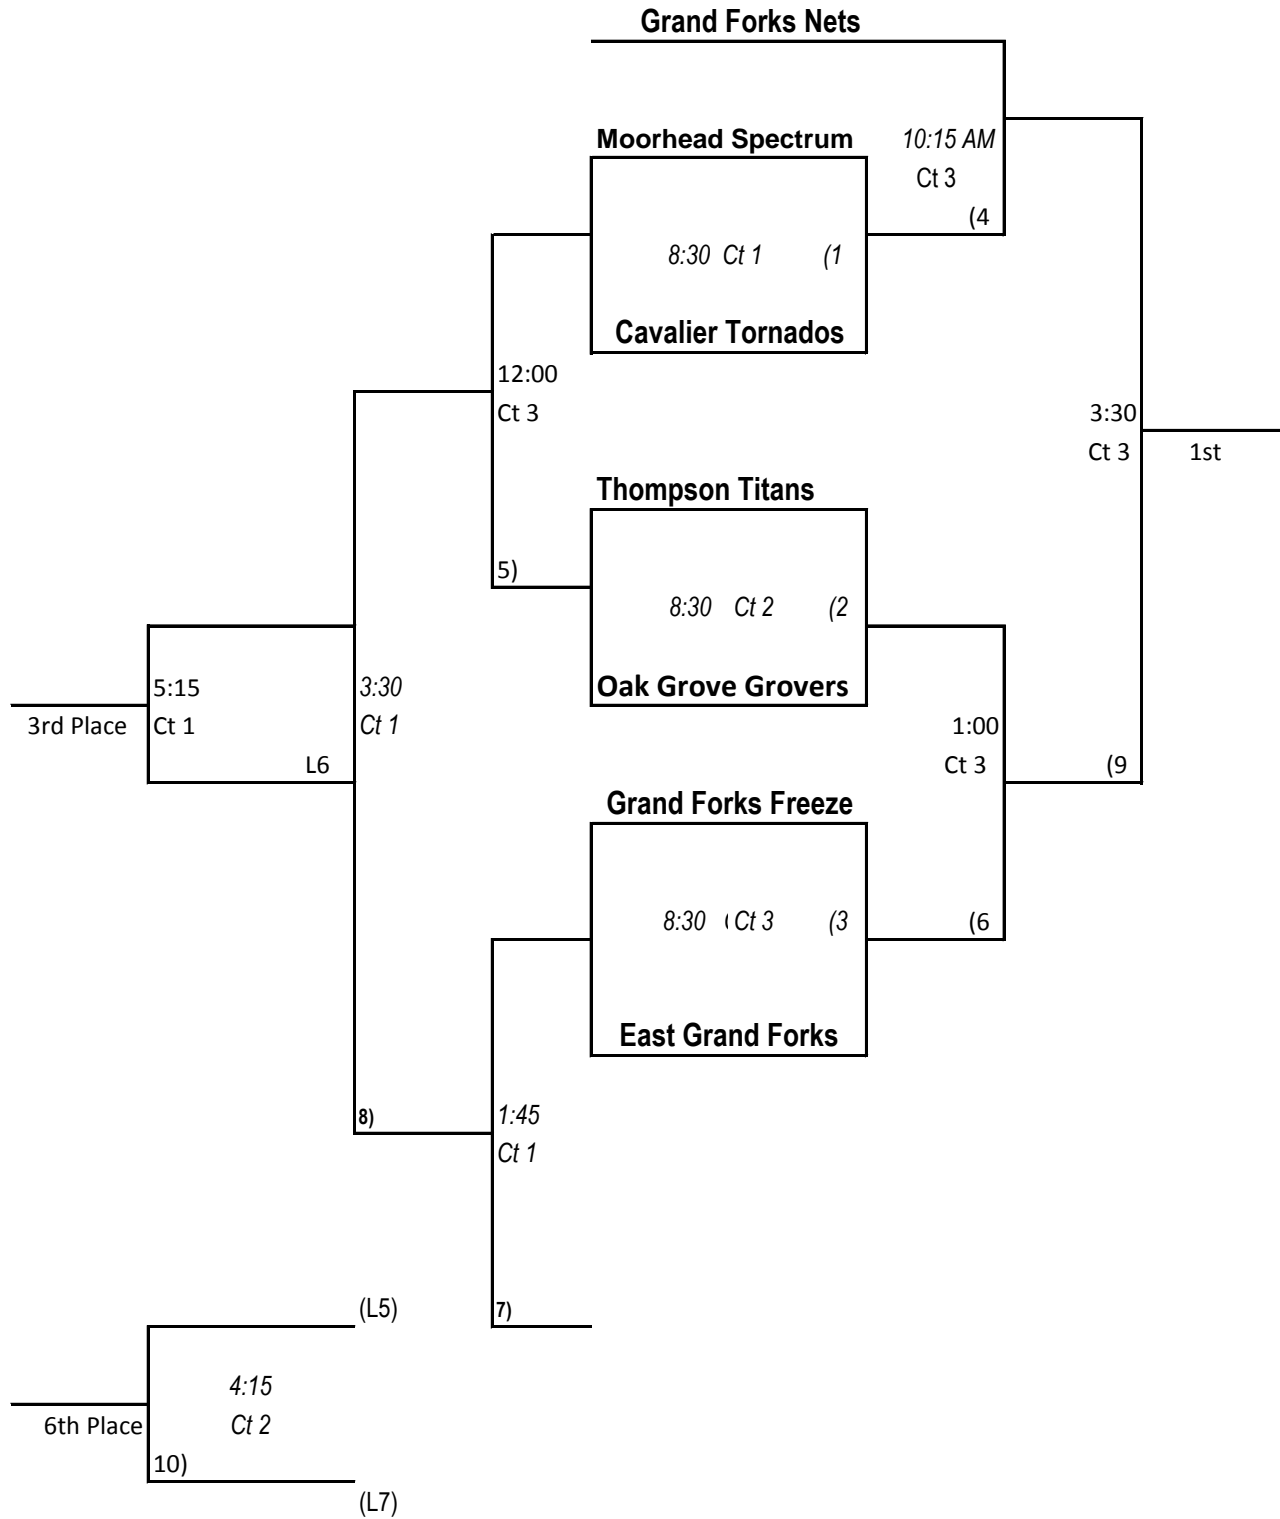 Grand Forks Nets
Moorhead Spectrum
10:15 AM
Ct 3
(4
8:30 Ct 1 (1
Cavalier Tornados
12:00
Ct 3
3:30
Ct 3
1st
Thompson Titans
5)
8:30 Ct 2 (2
Oak Grove Grovers
5:15
Ct 1
3rd Place
3:30
Ct 1
L6
1:00
Ct 3
(9
Grand Forks Freeze
8:30 ( Ct 3 (3
(6
East Grand Forks
8)
1:45
Ct 1
7)
(L5)
4:15
Ct 2
6th Place
10)
(L7)